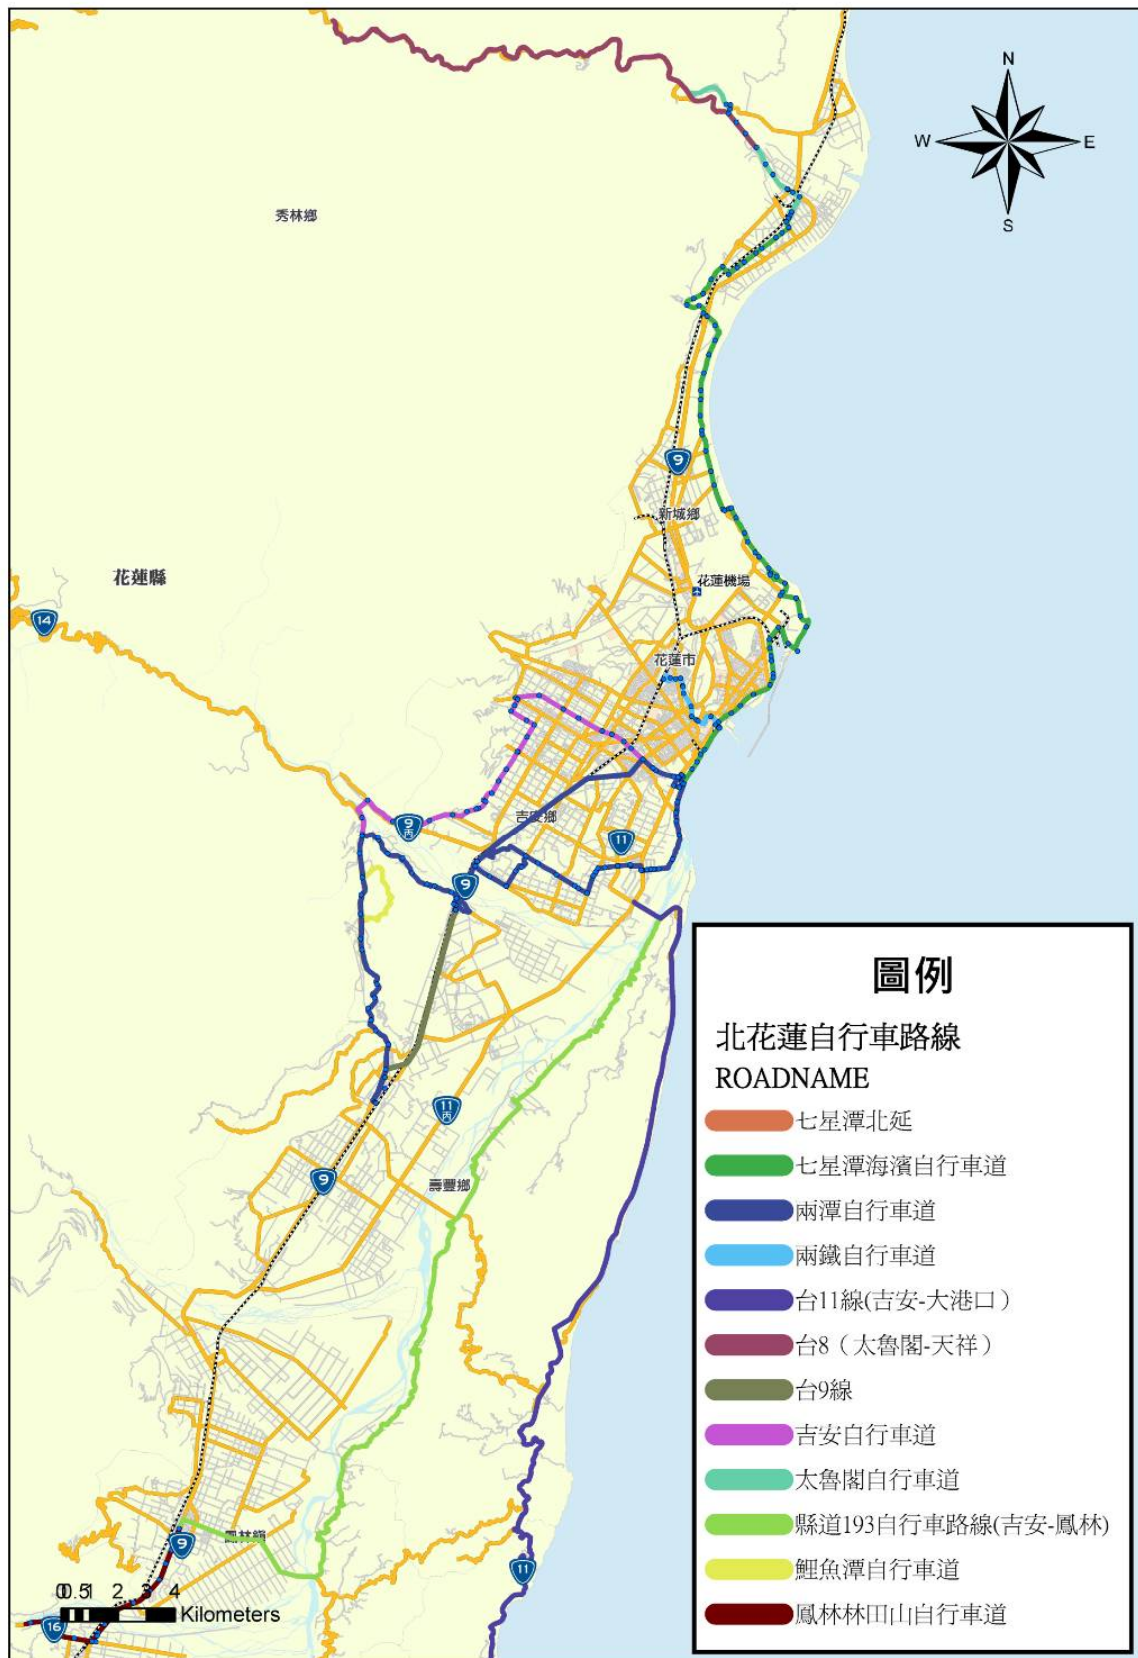 N
W
E
S
秀林鄉
9
新城鄉
花蓮縣
花蓮機場
14
花蓮市
9丙
吉安鄉
11
9
11丙
9
壽豐鄉
鳳林鎮
9
11
16
0 0.5 1 2 3 4
Kilometers
圖例
北花蓮自行車路線
ROADNAME
七星潭北延
七星潭海濱自行車道
兩潭自行車道
兩鐵自行車道
台11線(吉安-大港口）
台8（太魯閣-天祥）
台9線
吉安自行車道
太魯閣自行車道
縣道193自行車路線(吉安-鳳林)
鯉魚潭自行車道
鳳林林田山自行車道